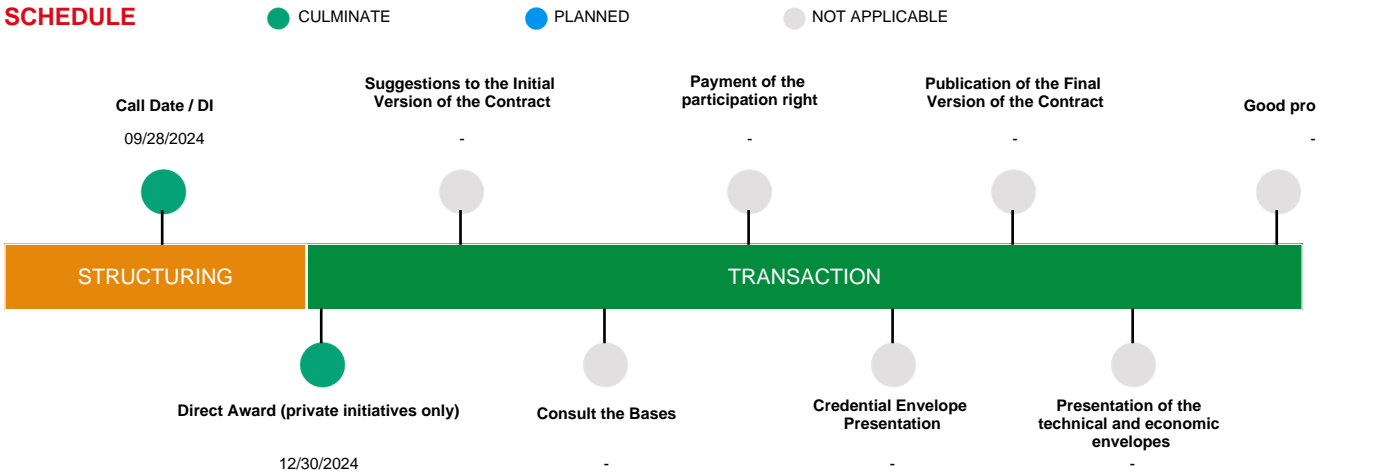 SCHEDULE
CULMINATE
PLANNED
NOT APPLICABLE
Call Date / DI
09/28/2024
Suggestions to the Initial
Version of the Contract
-
Payment of the
participation right
-
Publication of the Final
Version of the Contract
-
Good pro
-
STRUCTURING
TRANSACTION
Direct Award (private initiatives only)
12/30/2024
Consult the Bases
-
Credential Envelope
Presentation
-
Presentation of the
technical and economic
envelopes
-